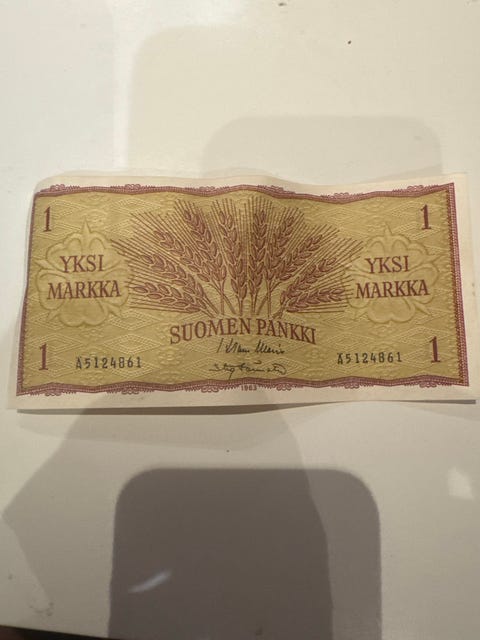 1
1
YKSI
MARKKA
YKSI
MARKKA
SUOMEN PANKKI
1
1
A5124861
A5124861
1963